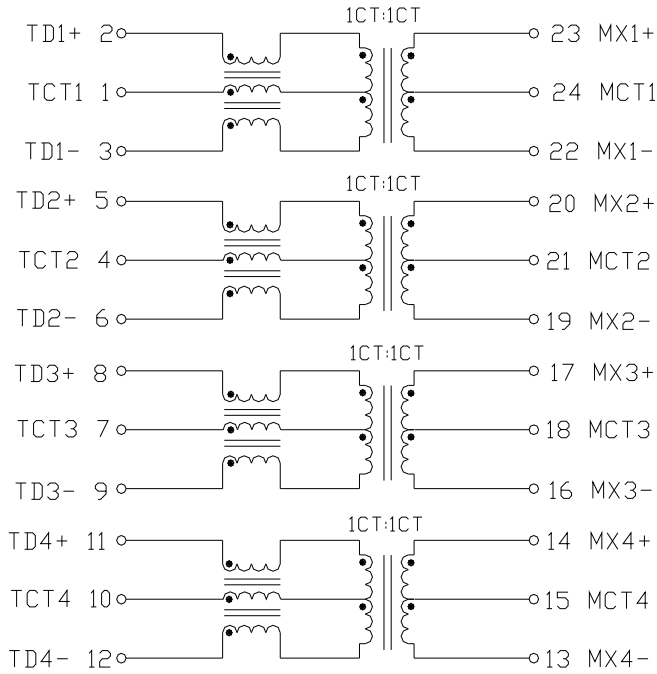 1CT:1CT
TD1+ 2 23 MX1+
TCT1 1 24 MCT1
TD1- 3 22 MX1-
1CT:1CT
TD2+ 5 20 MX2+
TCT2 4 21 MCT2
TD2- 6 19 MX2-
1CT:1CT
TD3+ 8 17 MX3+
TCT3 7 18 MCT3
TD3- 9 16 MX3-
1CT:1CT
TD4+ 11 14 MX4+
TCT4 10 15 MCT4
TD4- 12 13 MX4-